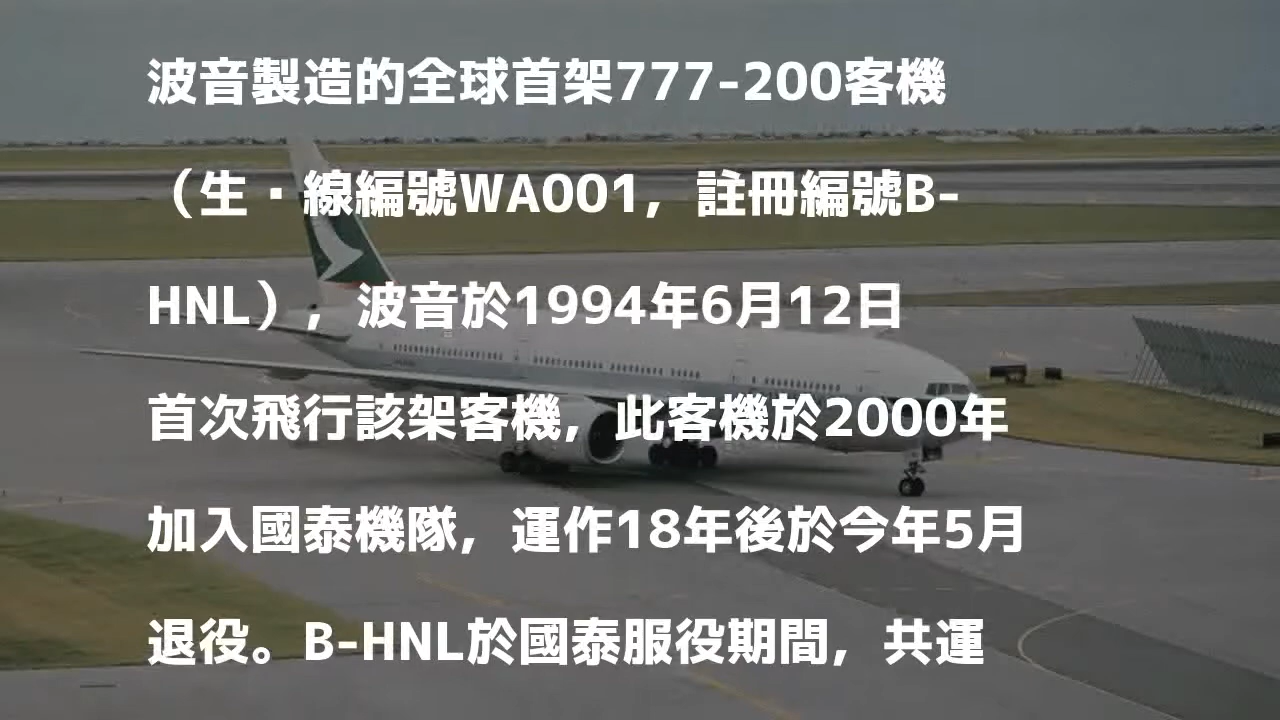 波音製造的全球首架777-200客機
（生·線編號WA001，註冊編號B-
HNL），波音於1994年6月12日
首次飛行該架客機，此客機於2000年
加入國泰機隊，運作18年後於今年5月
退役。B-HNL於國泰服役期間，共運